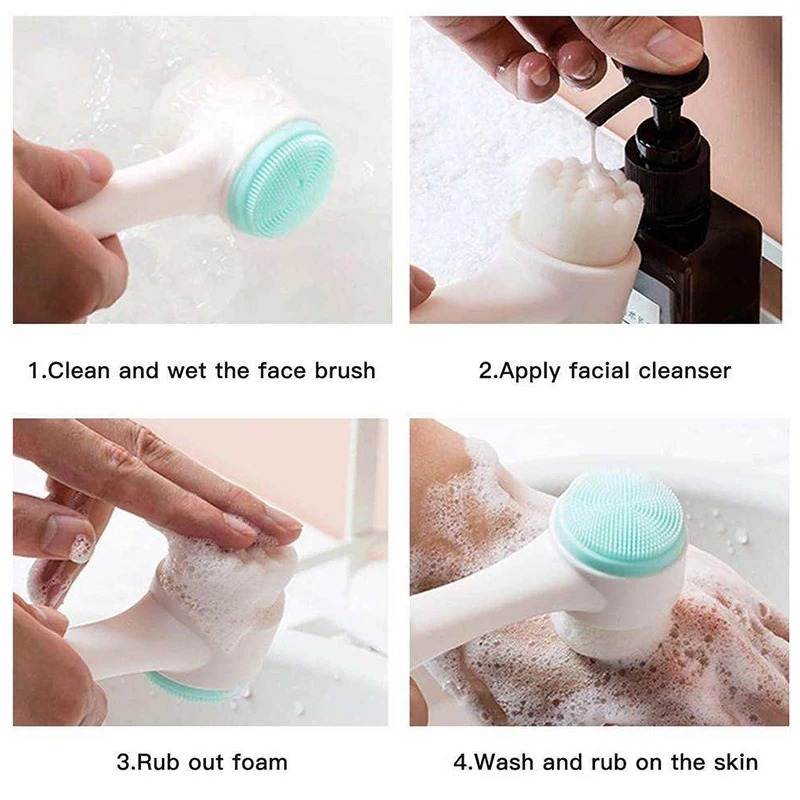 1.Clean and wet the face brush
2.Apply facial cleanser
3.Rub out foam
4.Wash and rub on the skin